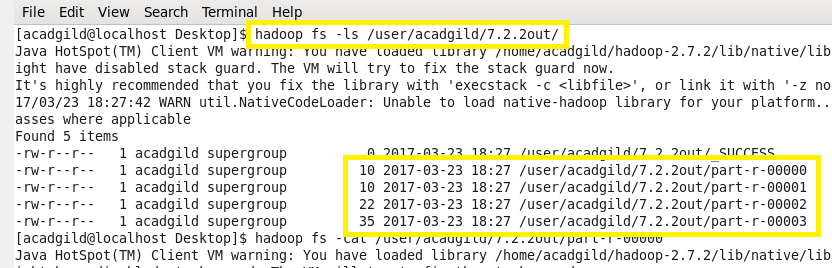 File Edit View Search Terminal Help
[acadgild@localhost Desktop]$ hadoop fs -ls /user/acadgild/7.2.2out/
Java HotSpot(TM) Client VM warning: You have loaded library /home/acadgild/hadoop-2.7.2/lib/native/lib
ight have disabled stack guard. The VM will try to fix the stack guard now.
It's highly recommended that you fix the library with 'execstack -c <libfile>', or link it with '-z no
17/03/23 18:27:42 WARN util.NativeCodeLoader: Unable to load native-hadoop library for your platform..
asses where applicable
Found 5 items
-rw-r--r-- 1 acadgild supergroup 0 2017-03-23 18:27 /user/acadgild/7.2.2out/_SUCCESS
-rw-r--r-- 1 acadgild supergroup 10 2017-03-23 18:27 /user/acadgild/7.2.2out/part-r-00000
-rw-r--r-- 1 acadgild supergroup 10 2017-03-23 18:27 /user/acadgild/7.2.2out/part-r-00001
-rw-r--r-- 1 acadgild supergroup 22 2017-03-23 18:27 /user/acadgild/7.2.2out/part-r-00002
-rw-r--r-- 1 acadgild supergroup 35 2017-03-23 18:27 /user/acadgild/7.2.2out/part-r-00003
[acadgild@localhost Desktop]$ hadoop fs -cat /user/acadgild/7.2.2out/part-r-00000
Java HotSpot(TM) Client VM warning: You have loaded library /home/acadgild/hadoop-2.7.2/lib/native/lib